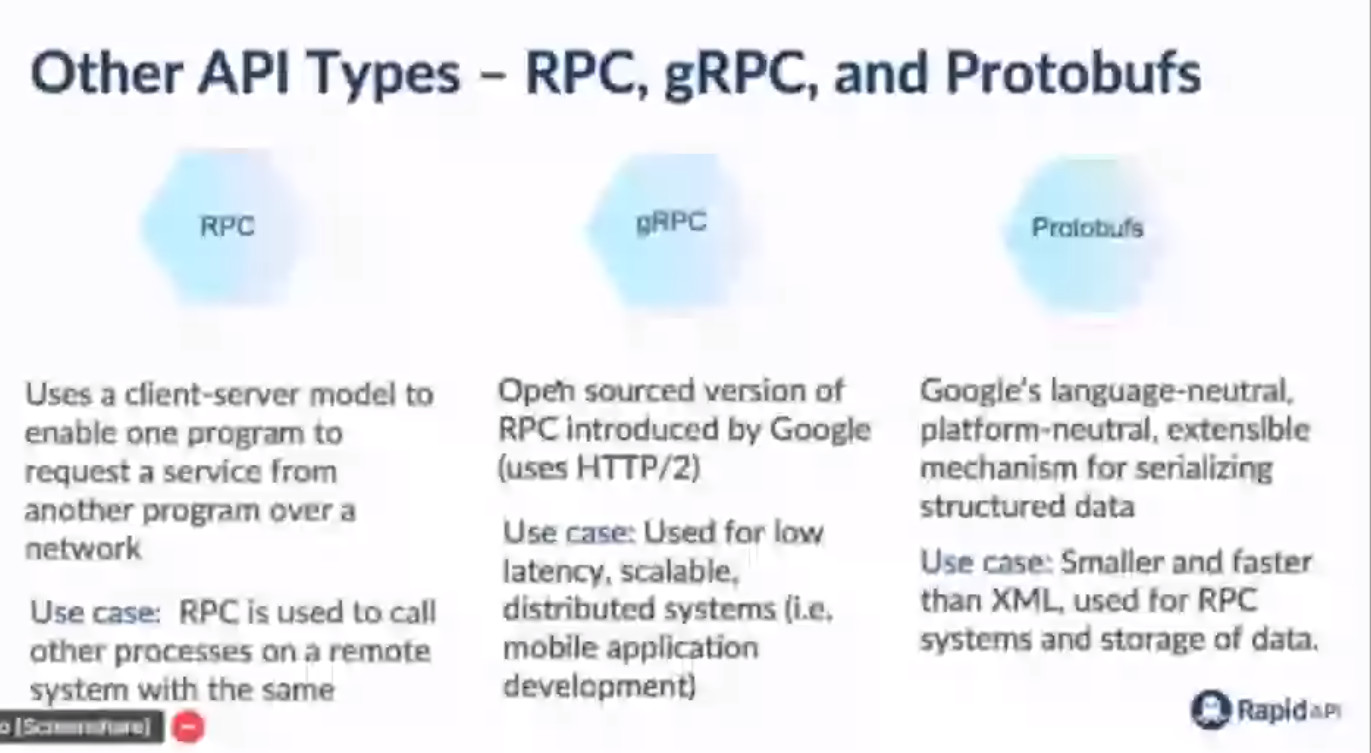 Other API Types – RPC, gRPC, and Protobufs
RPC
gRPC
Protobufs
Uses a client-server model to
enable one program to
request a service from
another program over a
network
Use case: RPC is used to call
other processes on a remote
system with the same
Open sourced version of
RPC introduced by Google
(uses HTTP/2)
Use case: Used for low
latency, scalable,
distributed systems (i.e.
mobile application
development)
Google's language-neutral,
platform-neutral, extensible
mechanism for serializing
structured data
Use case: Smaller and faster
than XML, used for RPC
systems and storage of data.
[Screenshare]
Rapid API